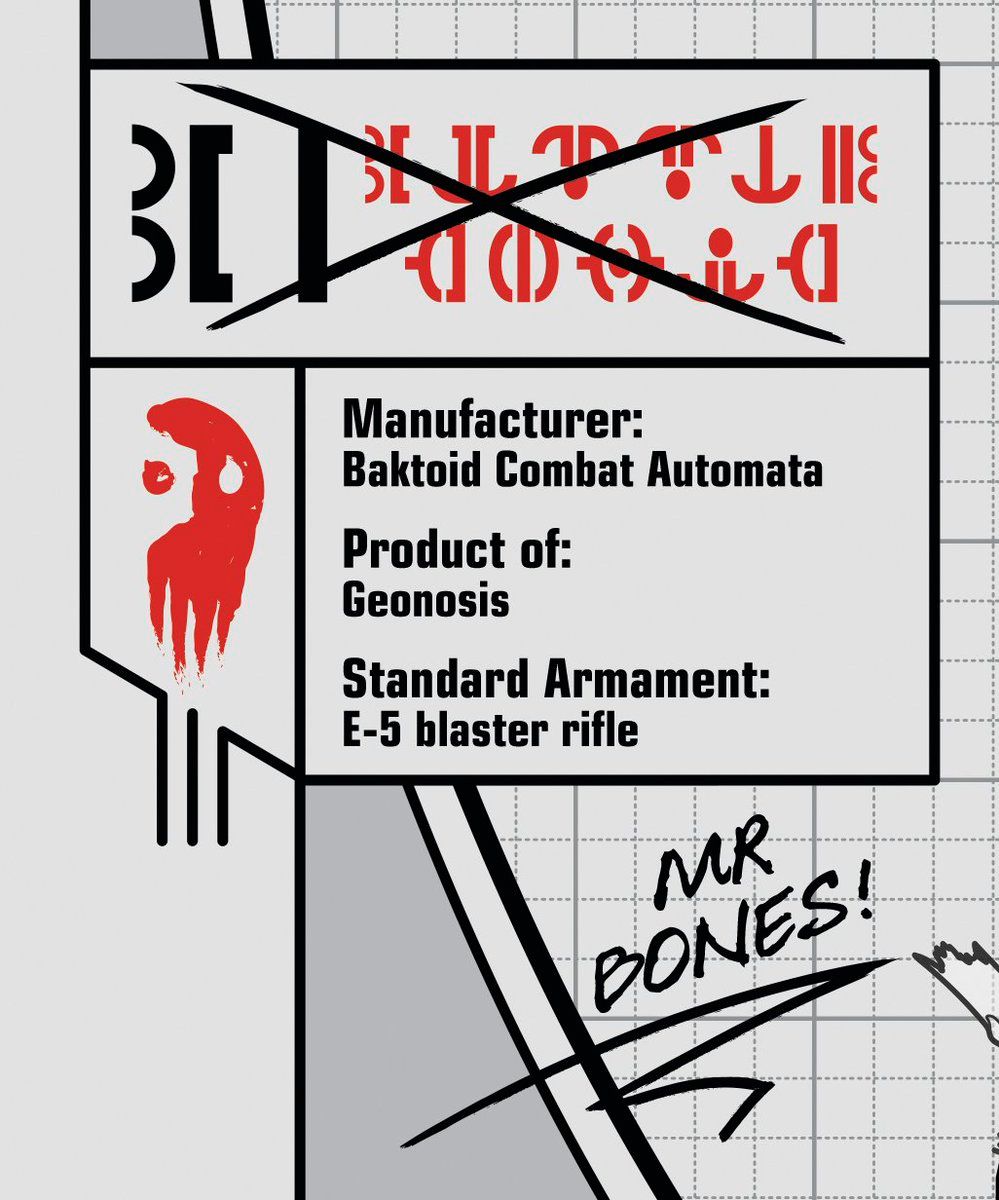 Manufacturer:
Baktoid Combat Automata
Product of:
Geonosis
Standard Armament:
E-5 blaster rifle
MR
BONES!